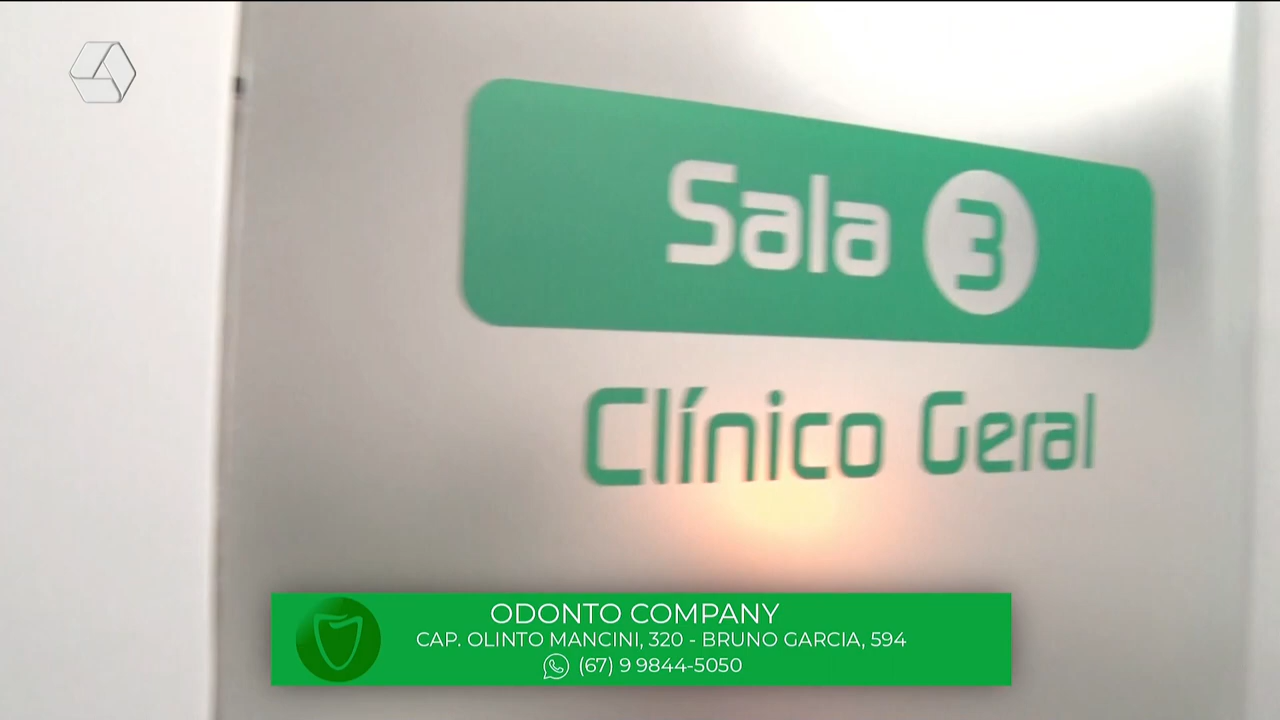 Sala 3
Clínico Geral
ODONTO COMPANY
CAP. OLINTO MANCINI, 320 - BRUNO GARCIA, 594
(67) 9 9844-5050